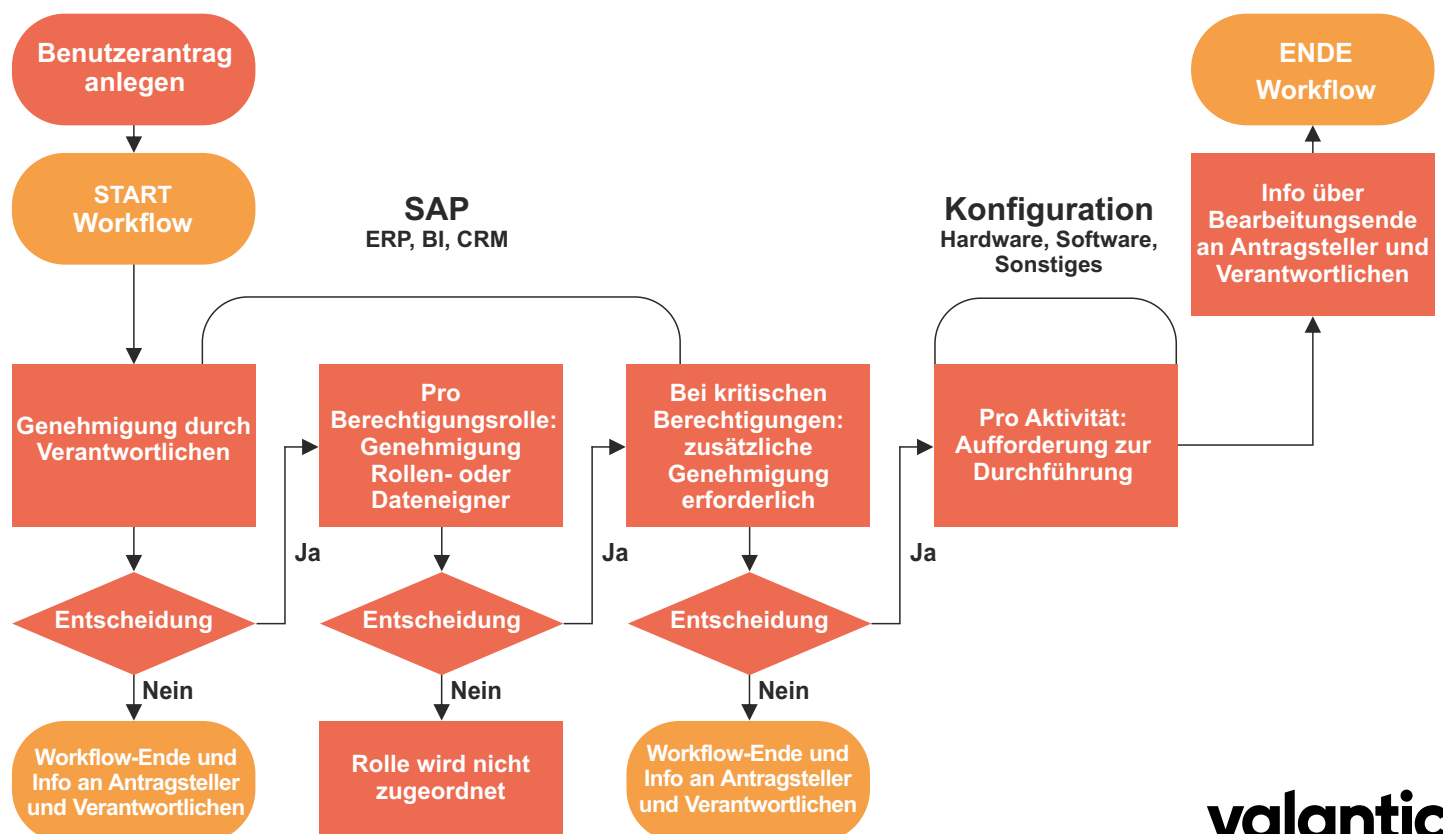 Benutzerantrag
anlegen
START
Workflow
SAP
ERP, BI, CRM
Konfiguration
Hardware, Software,
Sonstiges
ENDE
Workflow
Info über
Bearbeitungsende
an Antragsteller und
Verantwortlichen
Genehmigung durch
Verantwortlichen
Pro
Berechtigungsrolle:
Genehmigung
Rollen- oder
Dateneigner
Bei kritischen
Berechtigungen:
zusätzliche
Genehmigung
erforderlich
Pro Aktivität:
Aufforderung zur
Durchführung
Ja
Ja
Ja
Entscheidung
Entscheidung
Entscheidung
Nein
Nein
Nein
Workflow-Ende und
Info an Antragsteller
und Verantwortlichen
Rolle wird nicht
zugeordnet
Workflow-Ende und
Info an Antragsteller
und Verantwortlichen
valantic